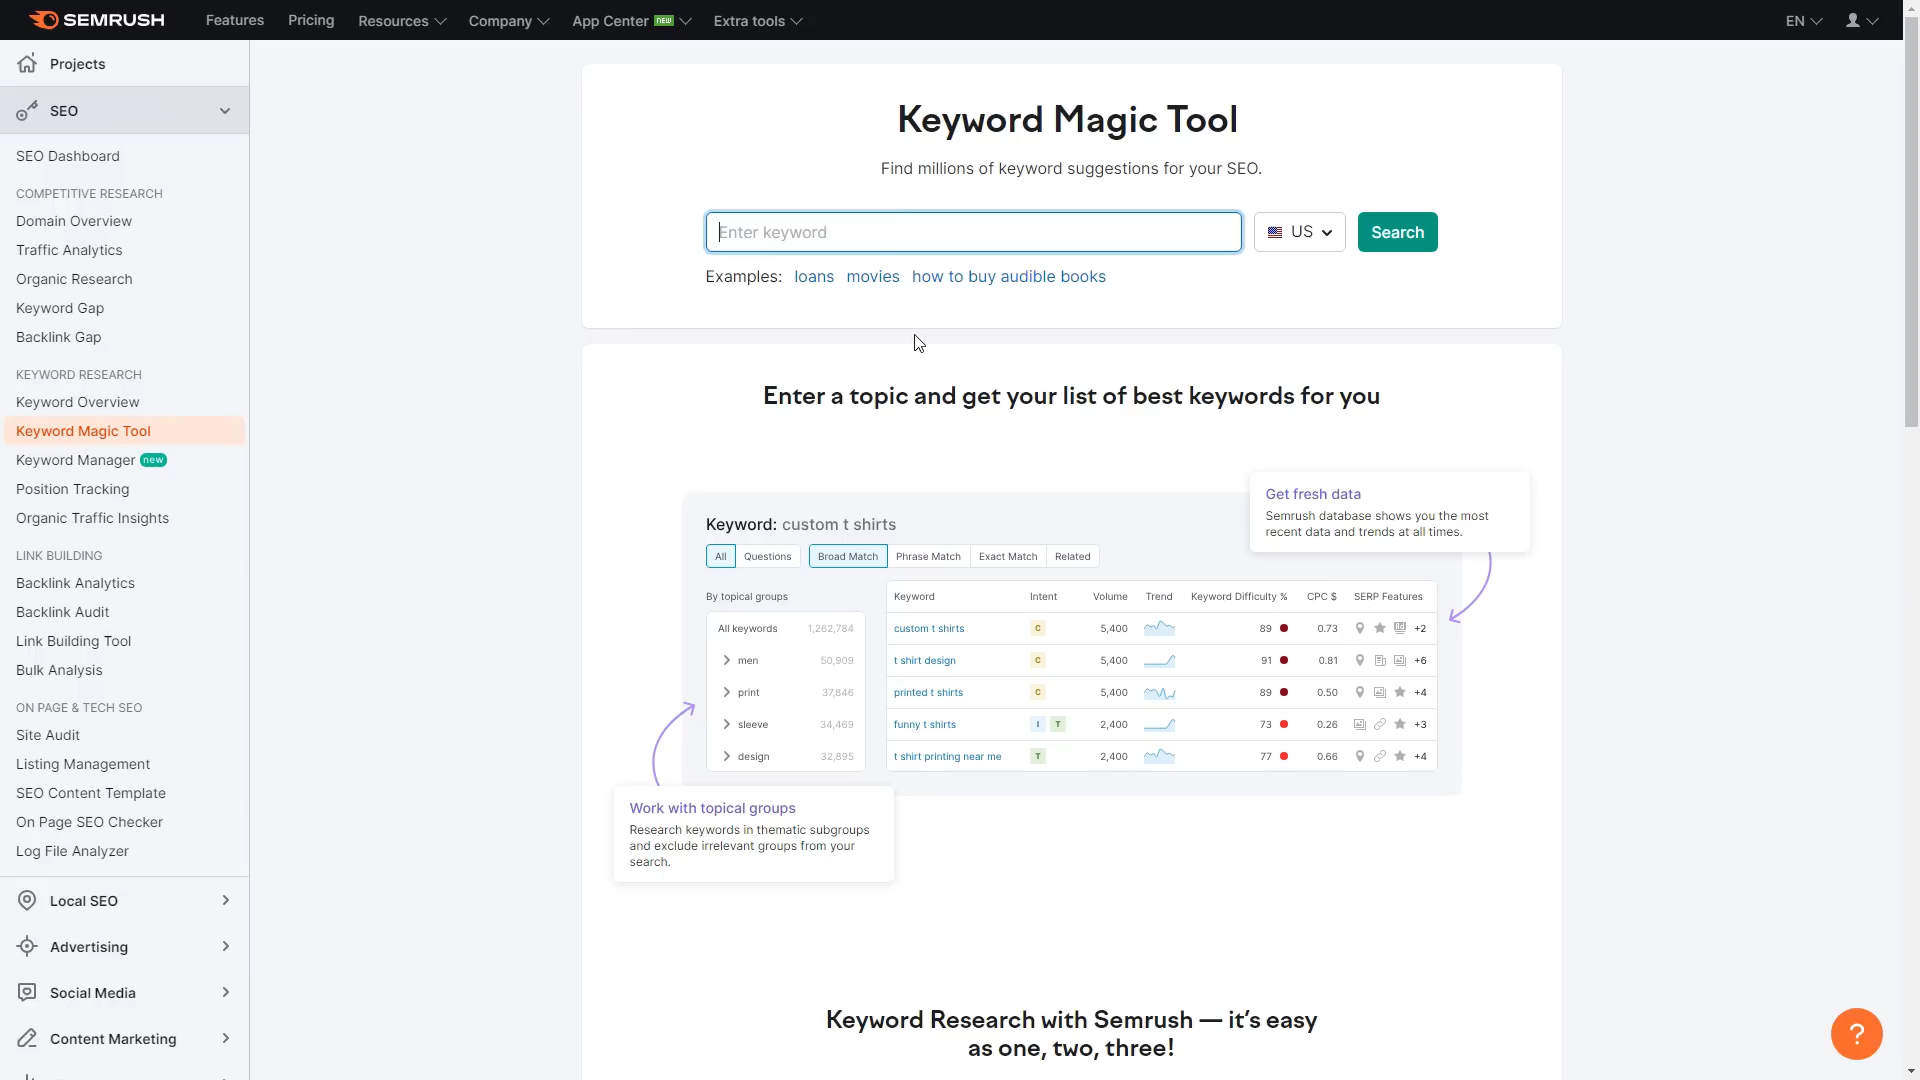 SEMRUSH
Features
Pricing
Resources
Company
App Center NEW
Extra tools
EN
Projects
SEO
SEO Dashboard
COMPETITIVE RESEARCH
Domain Overview
Traffic Analytics
Organic Research
Keyword Gap
Backlink Gap
KEYWORD RESEARCH
Keyword Overview
Keyword Magic Tool
Keyword Manager new
Position Tracking
Organic Traffic Insights
LINK BUILDING
Backlink Analytics
Backlink Audit
Link Building Tool
Bulk Analysis
ON PAGE & TECH SEO
Site Audit
Listing Management
SEO Content Template
On Page SEO Checker
Log File Analyzer
Local SEO
Advertising
Social Media
Content Marketing
Keyword Magic Tool
Find millions of keyword suggestions for your SEO.
Enter keyword
US
Search
Examples: loans movies how to buy audible books
Enter a topic and get your list of best keywords for you
Get fresh data
Semrush database shows you the most
recent data and trends at all times.
Keyword: custom t shirts
All Questions Broad Match Phrase Match Exact Match Related
By topical groups
All keywords 1,262,784
men 50,909
print 37,846
sleeve 34,469
design 32,895
Keyword Intent Volume Trend Keyword Difficulty % CPC $ SERP Features
custom t shirts C 5,400 89 0.73 +2
t shirt design C 5,400 91 0.81 +6
printed t shirts C 5,400 89 0.50 +4
funny t shirts I T 2,400 73 0.26 +3
t shirt printing near me T 2,400 77 0.66 +4
Work with topical groups
Research keywords in thematic subgroups
and exclude irrelevant groups from your
search.
Keyword Research with Semrush — it's easy
as one, two, three!
?